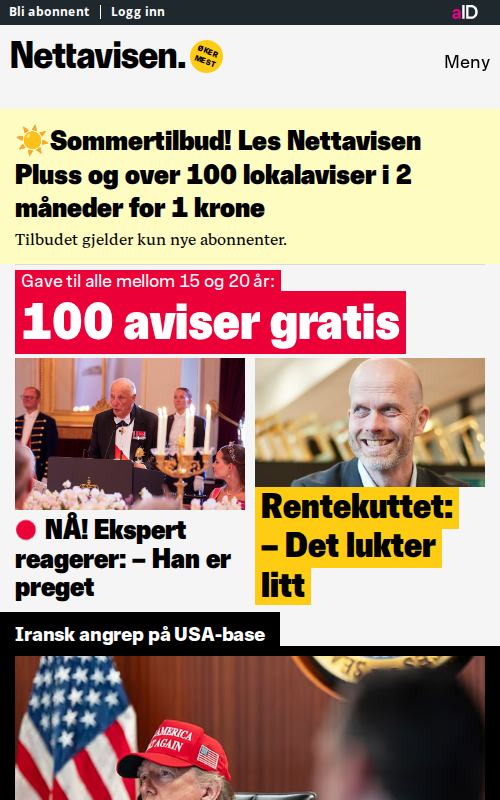 Bli abonnent
Logg inn
aID
Nettavisen.
ØKER
MEST
Meny
Sommertilbud! Les Nettavisen
Pluss og over 100 lokalaviser i 2
måneder for 1 krone
Tilbudet gjelder kun nye abonnenter.
Gave til alle mellom 15 og 20 år:
100 aviser gratis
NÅ! Ekspert
reagerer: – Han er
preget
Rentekuttet:
– Det lukter
litt
Iransk angrep på USA-base
AMERICA
AGAIN